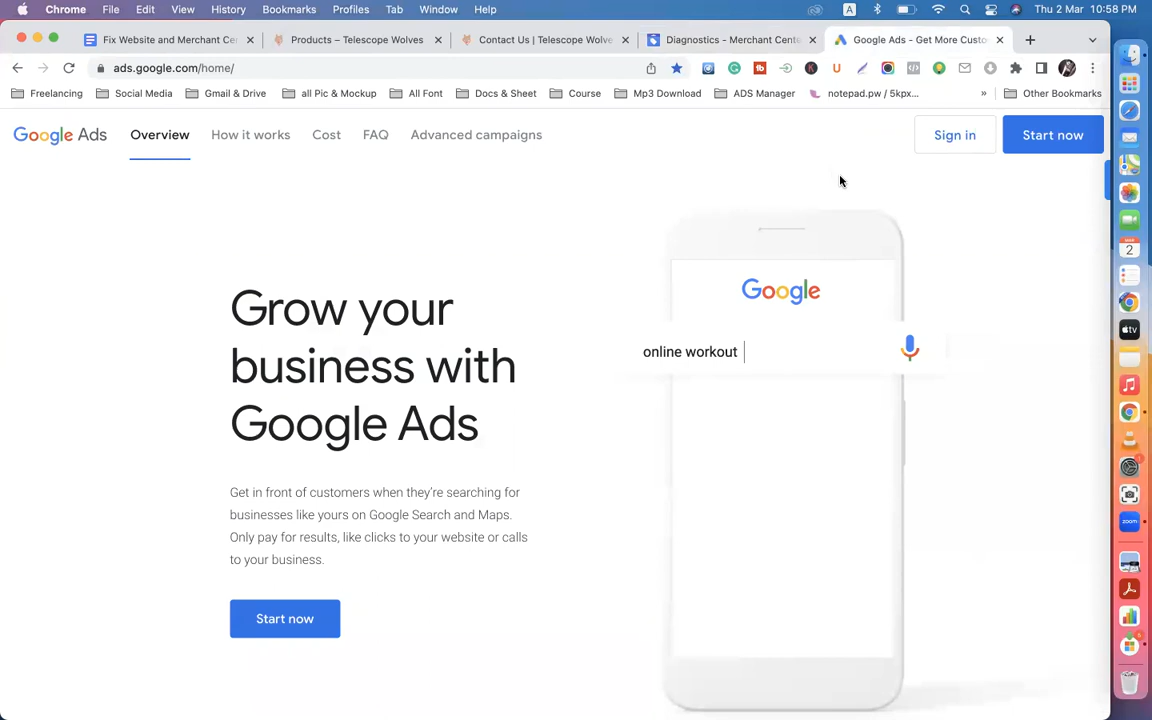 Chrome File Edit View History Bookmarks Profiles Tab Window Help A Thu 2 Mar 10:58 PM
Fix Website and Merchant Ce
Products – Telescope Wolves
Contact Us | Telescope Wolve
Diagnostics - Merchant Cent
Google Ads - Get More Custo
ads.google.com/home/
Freelancing Social Media Gmail & Drive all Pic & Mockup All Font Docs & Sheet Course Mp3 Download ADS Manager notepad.pw / 5kpx... » Other Bookmarks
Google Ads Overview How it works Cost FAQ Advanced campaigns Sign in Start now
Google
online workout
Grow your
business with
Google Ads
Get in front of customers when they’re searching for
businesses like yours on Google Search and Maps.
Only pay for results, like clicks to your website or calls
to your business.
Start now
2
tv
zoom